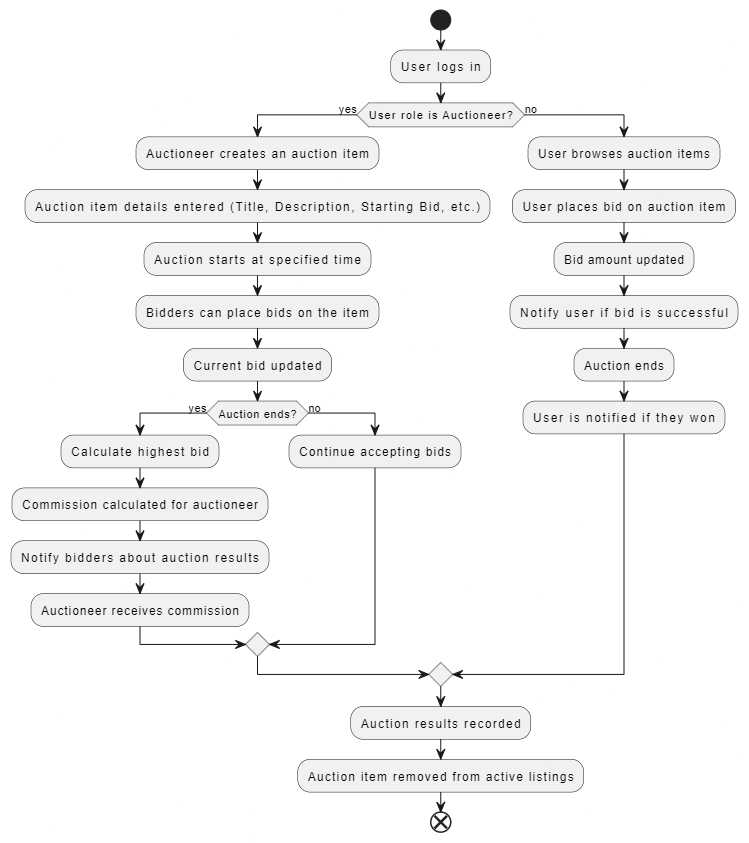 User logs in
yes
User role is Auctioneer?
no
Auctioneer creates an auction item
User browses auction items
Auction item details entered (Title, Description, Starting Bid, etc.)
User places bid on auction item
Auction starts at specified time
Bid amount updated
Bidders can place bids on the item
Notify user if bid is successful
Current bid updated
Auction ends
yes
Auction ends?
no
User is notified if they won
Calculate highest bid
Continue accepting bids
Commission calculated for auctioneer
Notify bidders about auction results
Auctioneer receives commission
Auction results recorded
Auction item removed from active listings